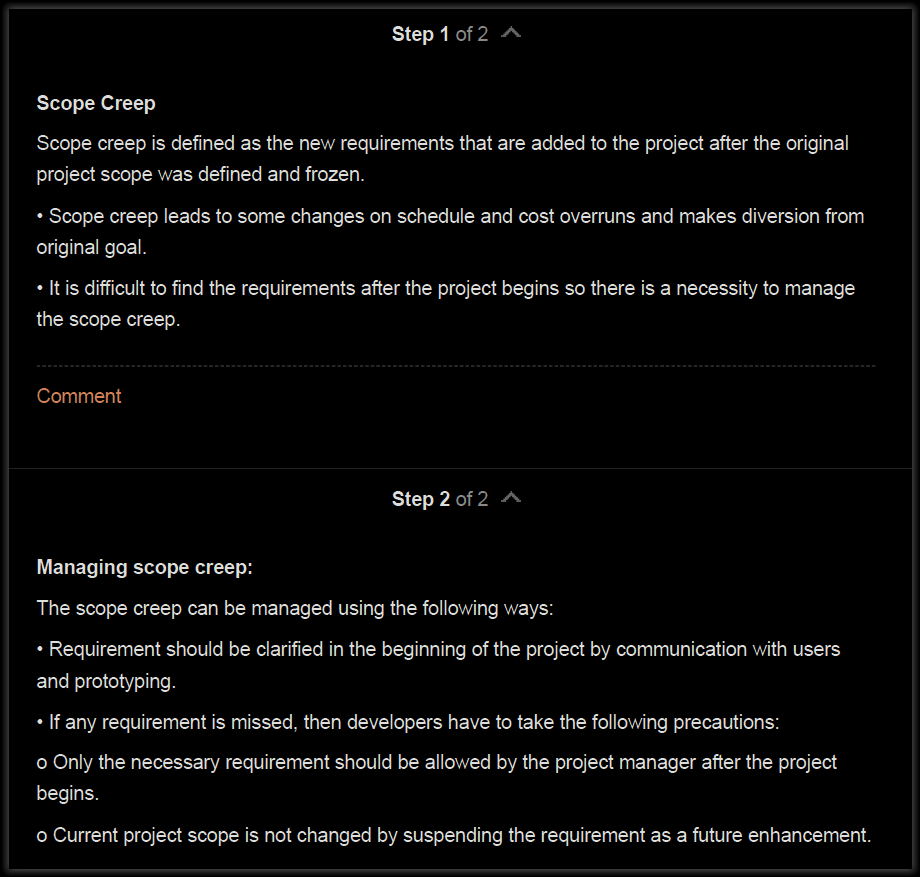 Step 1 of 2
Scope Creep
Scope creep is defined as the new requirements that are added to the project after the original
project scope was defined and frozen.
• Scope creep leads to some changes on schedule and cost overruns and makes diversion from
original goal.
• It is difficult to find the requirements after the project begins so there is a necessity to manage
the scope creep.
Comment
Step 2 of 2
Managing scope creep:
The scope creep can be managed using the following ways:
• Requirement should be clarified in the beginning of the project by communication with users
and prototyping.
• If any requirement is missed, then developers have to take the following precautions:
o Only the necessary requirement should be allowed by the project manager after the project
begins.
o Current project scope is not changed by suspending the requirement as a future enhancement.